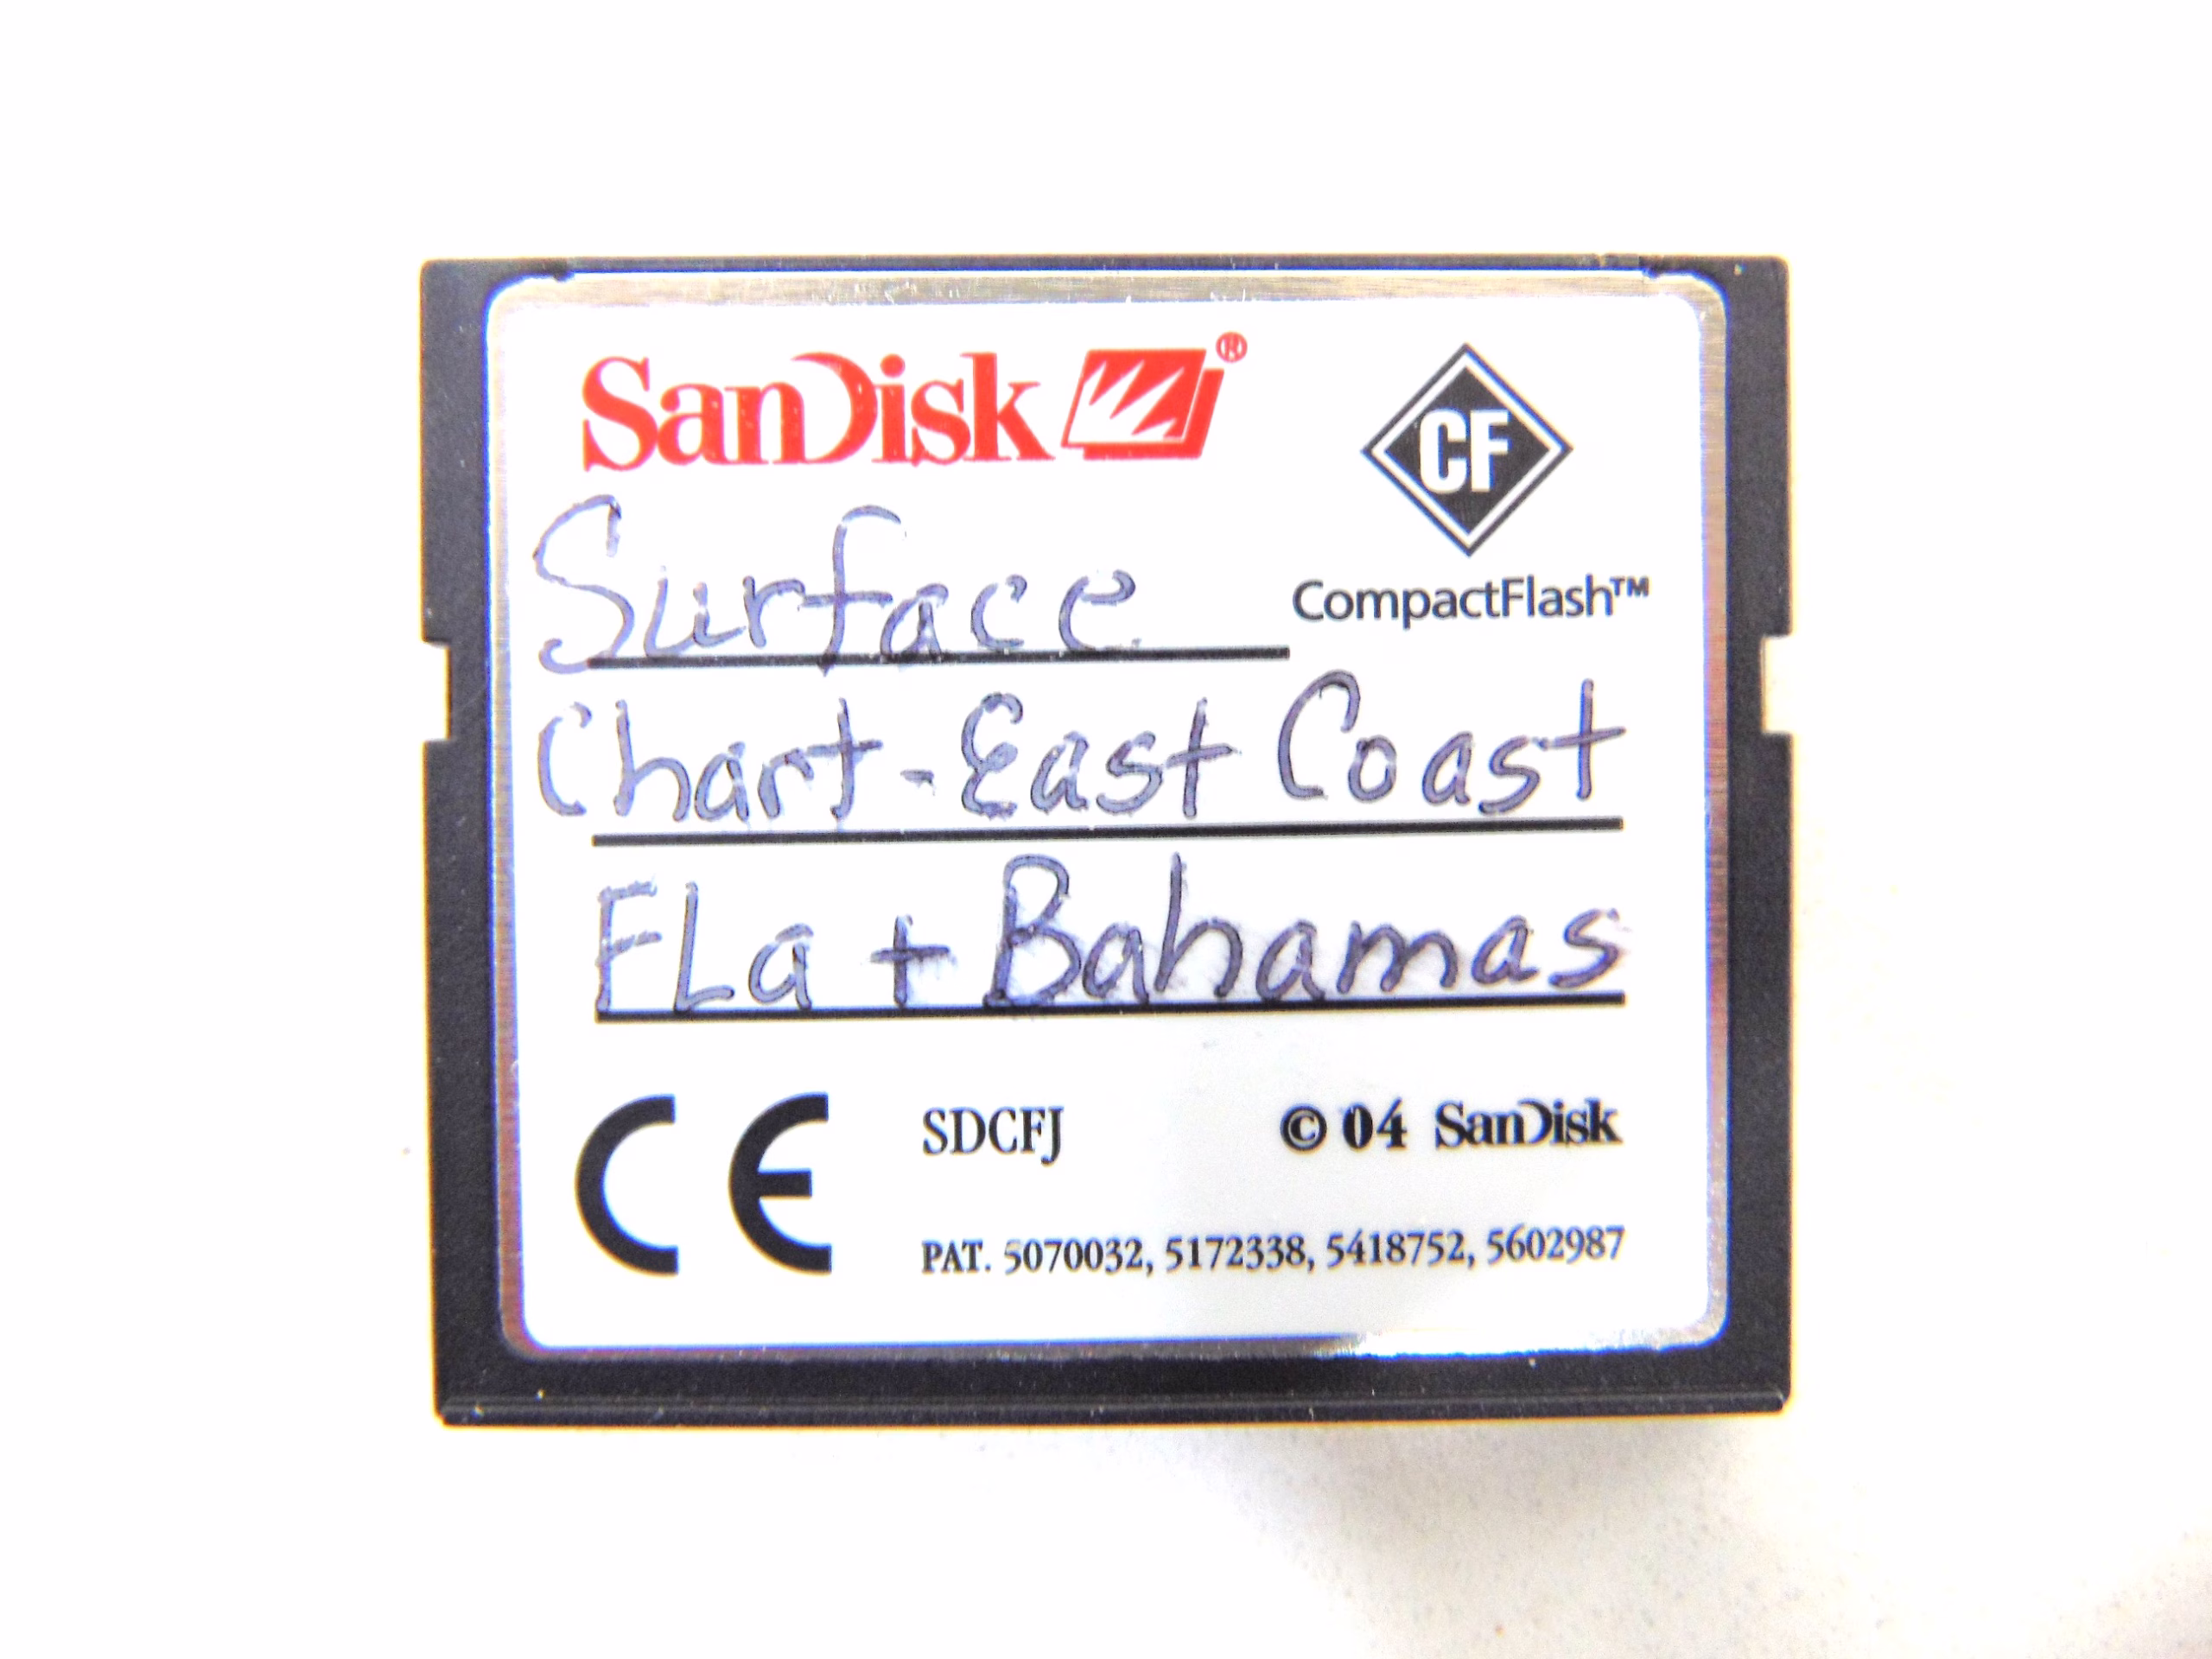 SanDisk ®
CF
CompactFlash™
Surface
Chart - East Coast
FLa + Bahamas
CE SDCFJ © 04 SanDisk
PAT. 5070032, 5172338, 5418752, 5602987